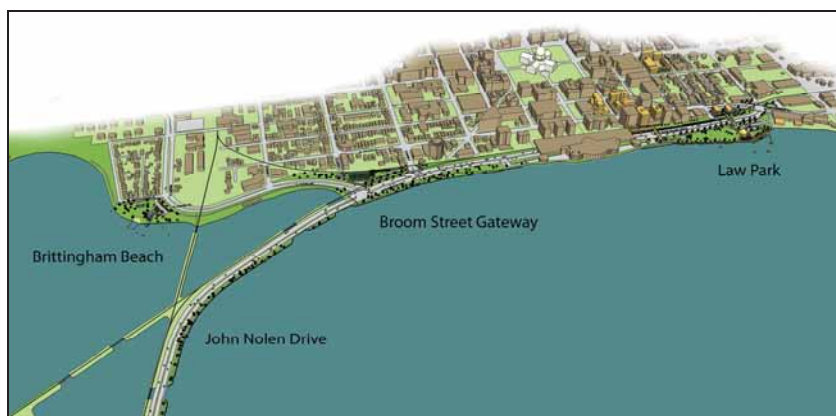 Law Park
Broom Street Gateway
Brittingham Beach
John Nolen Drive